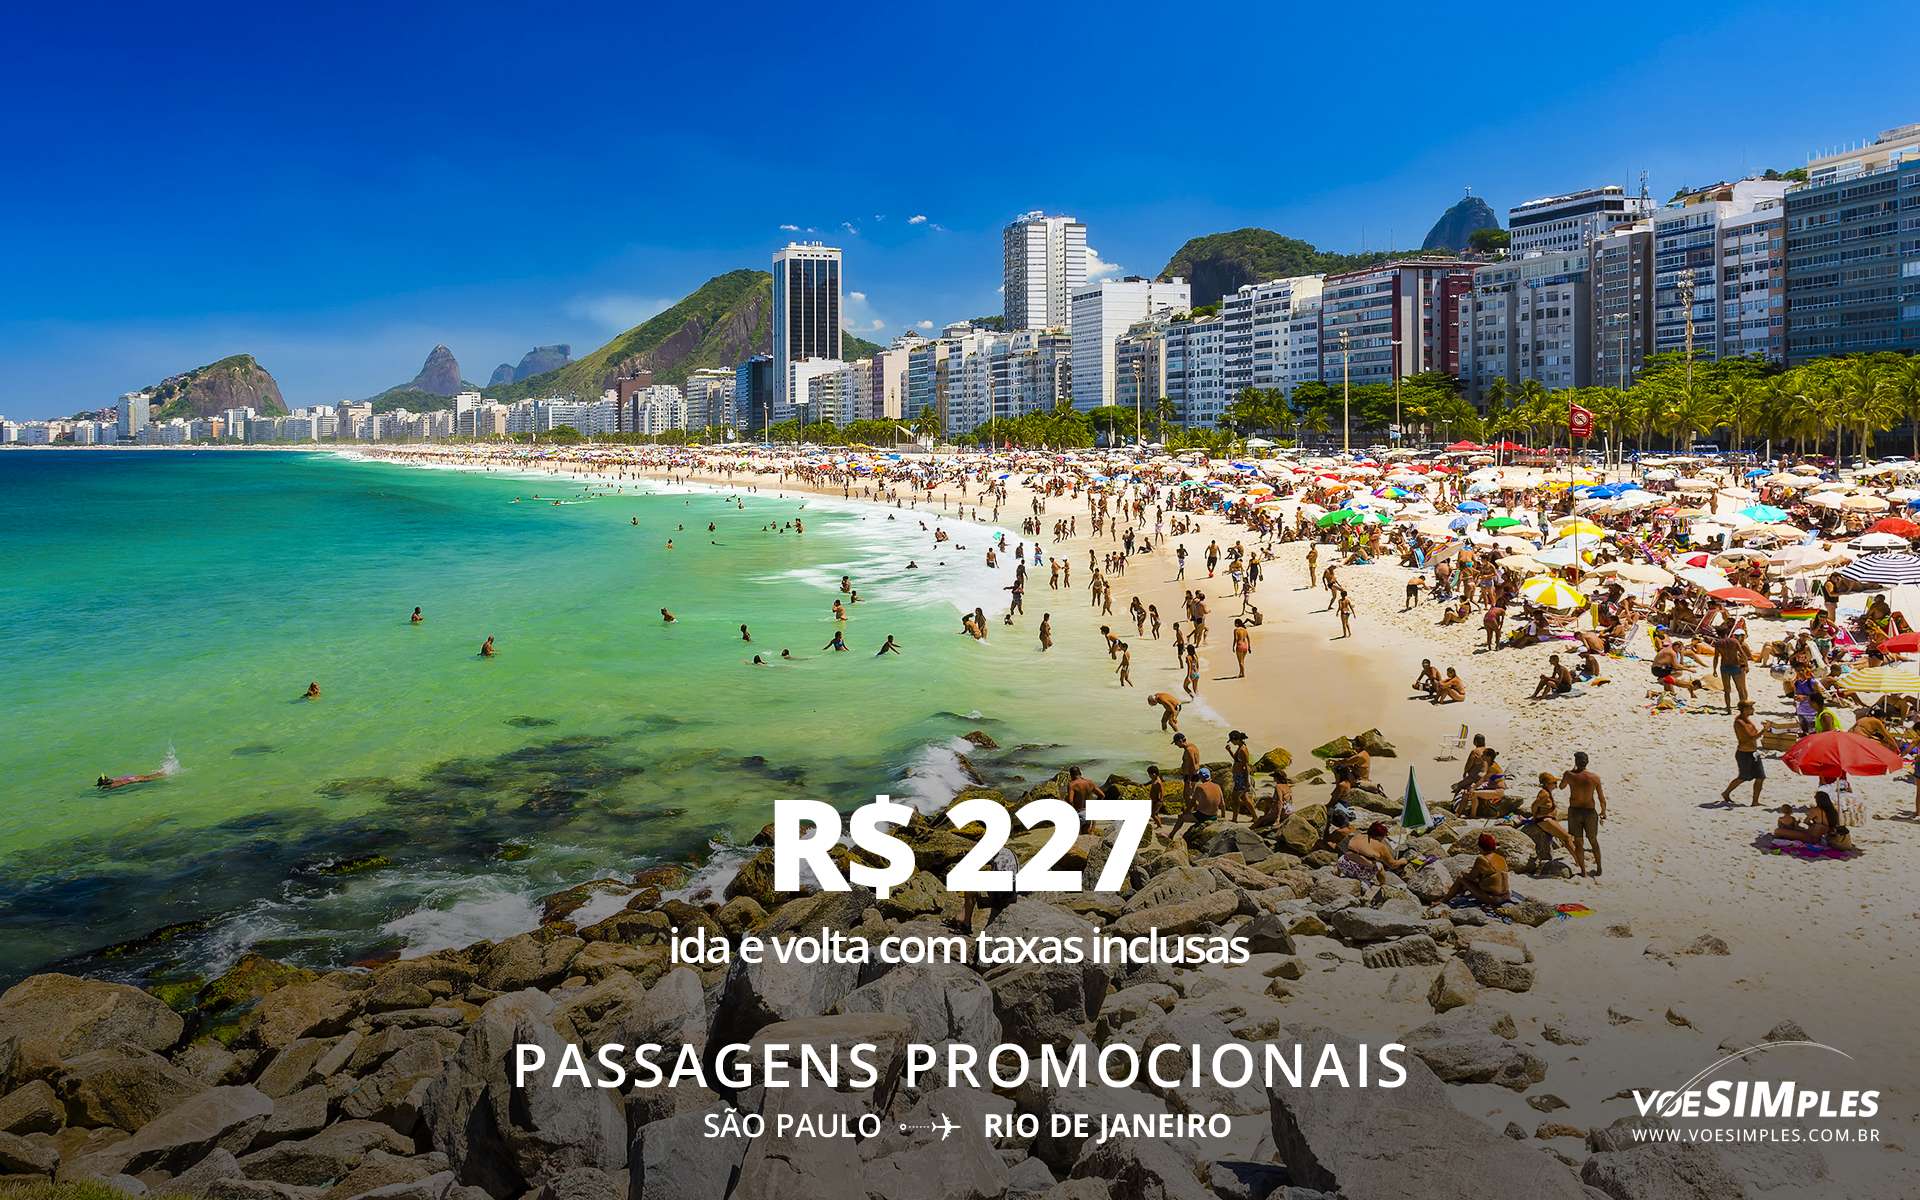 R$ 227
ida e volta com taxas inclusas
PASSAGENS PROMOCIONAIS
SÃO PAULO RIO DE JANEIRO
VOESIMPLES
WWW.VOESIMPLES.COM.BR